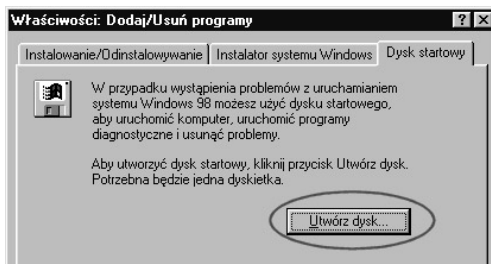 Właściwości: Dodaj/Usuń programy
Instalowanie/Odinstalowywanie Instalator systemu Windows Dysk startowy
W przypadku wystąpienia problemów z uruchamianiem
systemu Windows 98 możesz użyć dysku startowego,
aby uruchomić komputer, uruchomić programy
diagnostyczne i usunąć problemy.
Aby utworzyć dysk startowy, kliknij przycisk Utwórz dysk.
Potrzebna będzie jedna dyskietka.
Utwórz dysk...